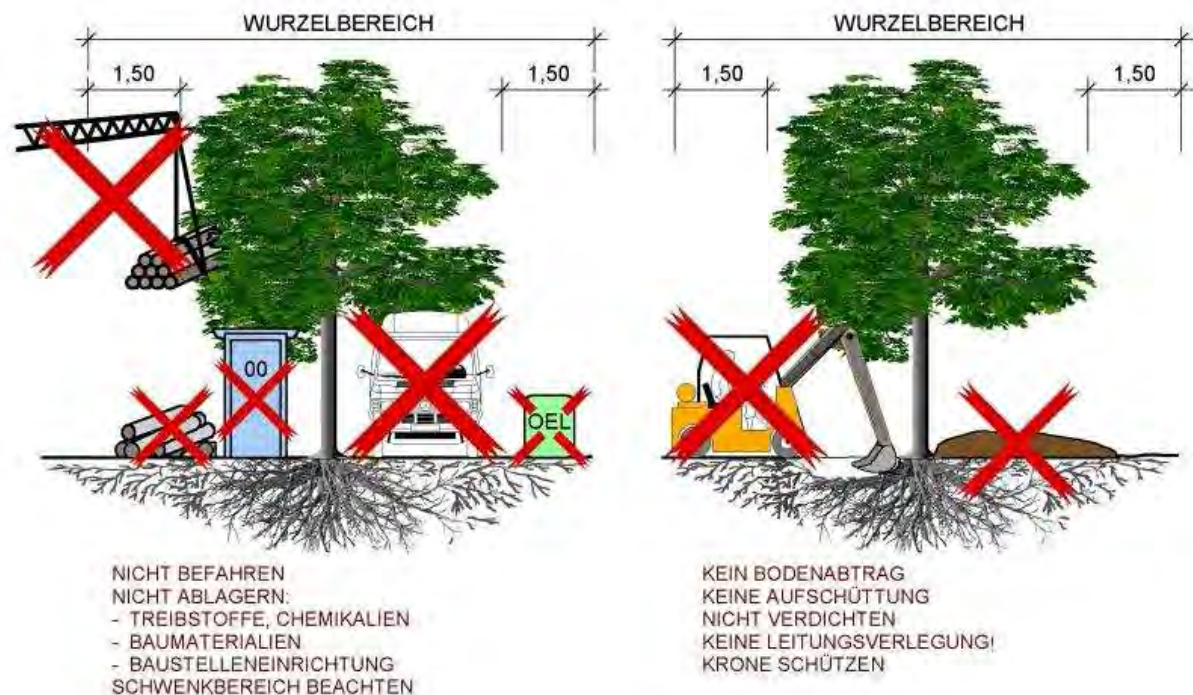 WURZELBEREICH
1,50
1,50
00
OEL
NICHT BEFAHREN
NICHT ABLAGERN:
- TREIBSTOFFE, CHEMIKALIEN
- BAUMATERIALIEN
- BAUSTELLENEINRICHTUNG
SCHWENKBEREICH BEACHTEN
WURZELBEREICH
1,50
1,50
KEIN BODENABTRAG
KEINE AUFSCHÜTTUNG
NICHT VERDICHTEN
KEINE LEITUNGSVERLEGUNG!
KRONE SCHÜTZEN